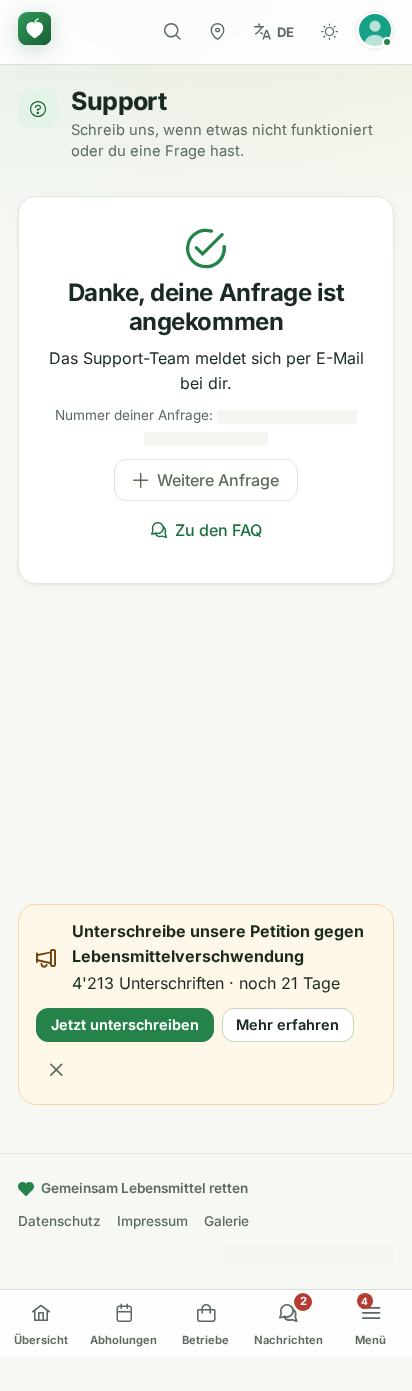 DE
Support
Schreib uns, wenn etwas nicht funktioniert
oder du eine Frage hast.
Danke, deine Anfrage ist
angekommen
Das Support-Team meldet sich per E-Mail
bei dir.
Nummer deiner Anfrage:
Weitere Anfrage
Zu den FAQ
Unterschreibe unsere Petition gegen
Lebensmittelverschwendung
4'213 Unterschriften · noch 21 Tage
Jetzt unterschreiben
Mehr erfahren
Gemeinsam Lebensmittel retten
Datenschutz Impressum Galerie
2 4
Übersicht Abholungen Betriebe Nachrichten Menü